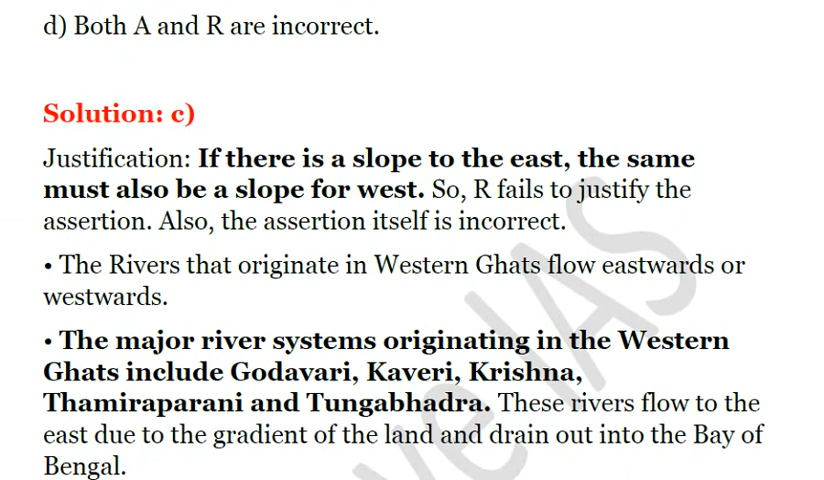 d) Both A and R are incorrect.
Solution: c)
Justification: If there is a slope to the east, the same
must also be a slope for west. So, R fails to justify the
assertion. Also, the assertion itself is incorrect.
• The Rivers that originate in Western Ghats flow eastwards or
westwards.
• The major river systems originating in the Western
Ghats include Godavari, Kaveri, Krishna,
Thamiraparani and Tungabhadra. These rivers flow to the
east due to the gradient of the land and drain out into the Bay of
Bengal.
ve IAS